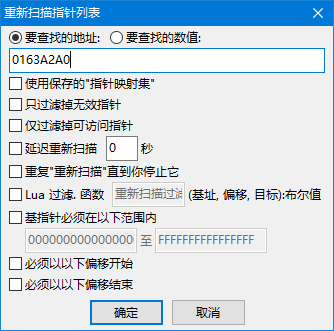 重新扫描指针列表
要查找的地址: 要查找的数值:
0163A2A0
使用保存的"指针映射集"
只过滤掉无效指针
仅过滤掉可访问指针
延迟重新扫描 0 秒
重复"重新扫描"直到你停止它
Lua 过滤. 函数 重新扫描过滤 (基址, 偏移, 目标):布尔值
基指针必须在以下范围内
000000000000000 至 FFFFFFFFFFFFFFFF
必须以以下偏移开始
必须以以下偏移结束
确定 取消